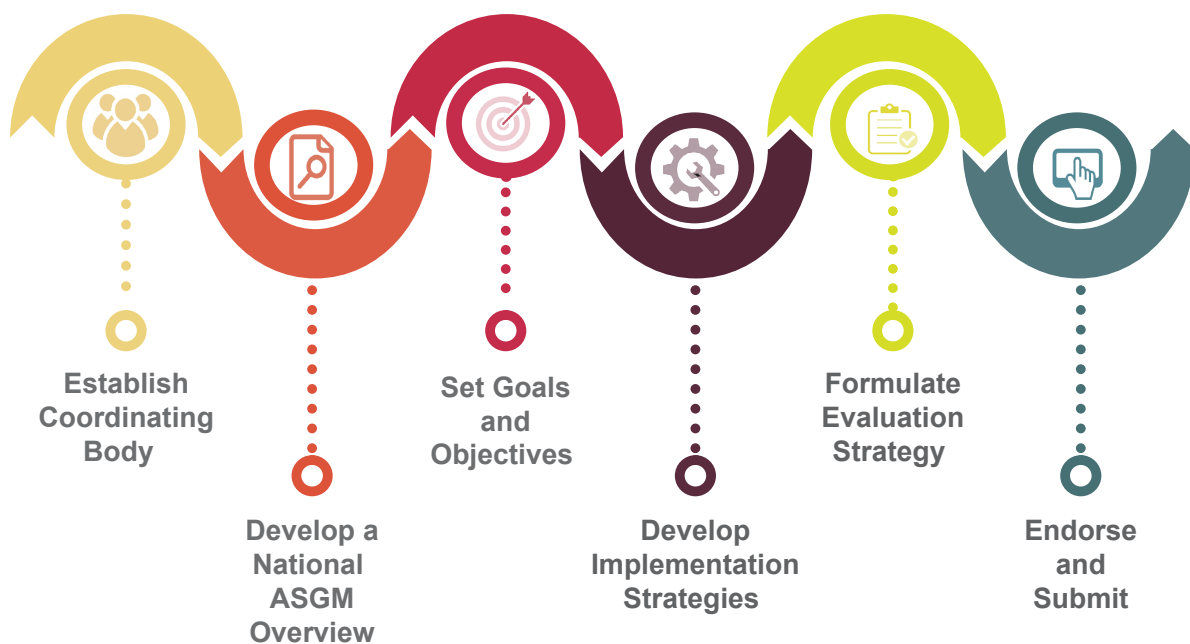 Establish
Coordinating
Body
Develop a
National
ASGM
Overview
Set Goals
and
Objectives
Develop
Implementation
Strategies
Formulate
Evaluation
Strategy
Endorse
and
Submit